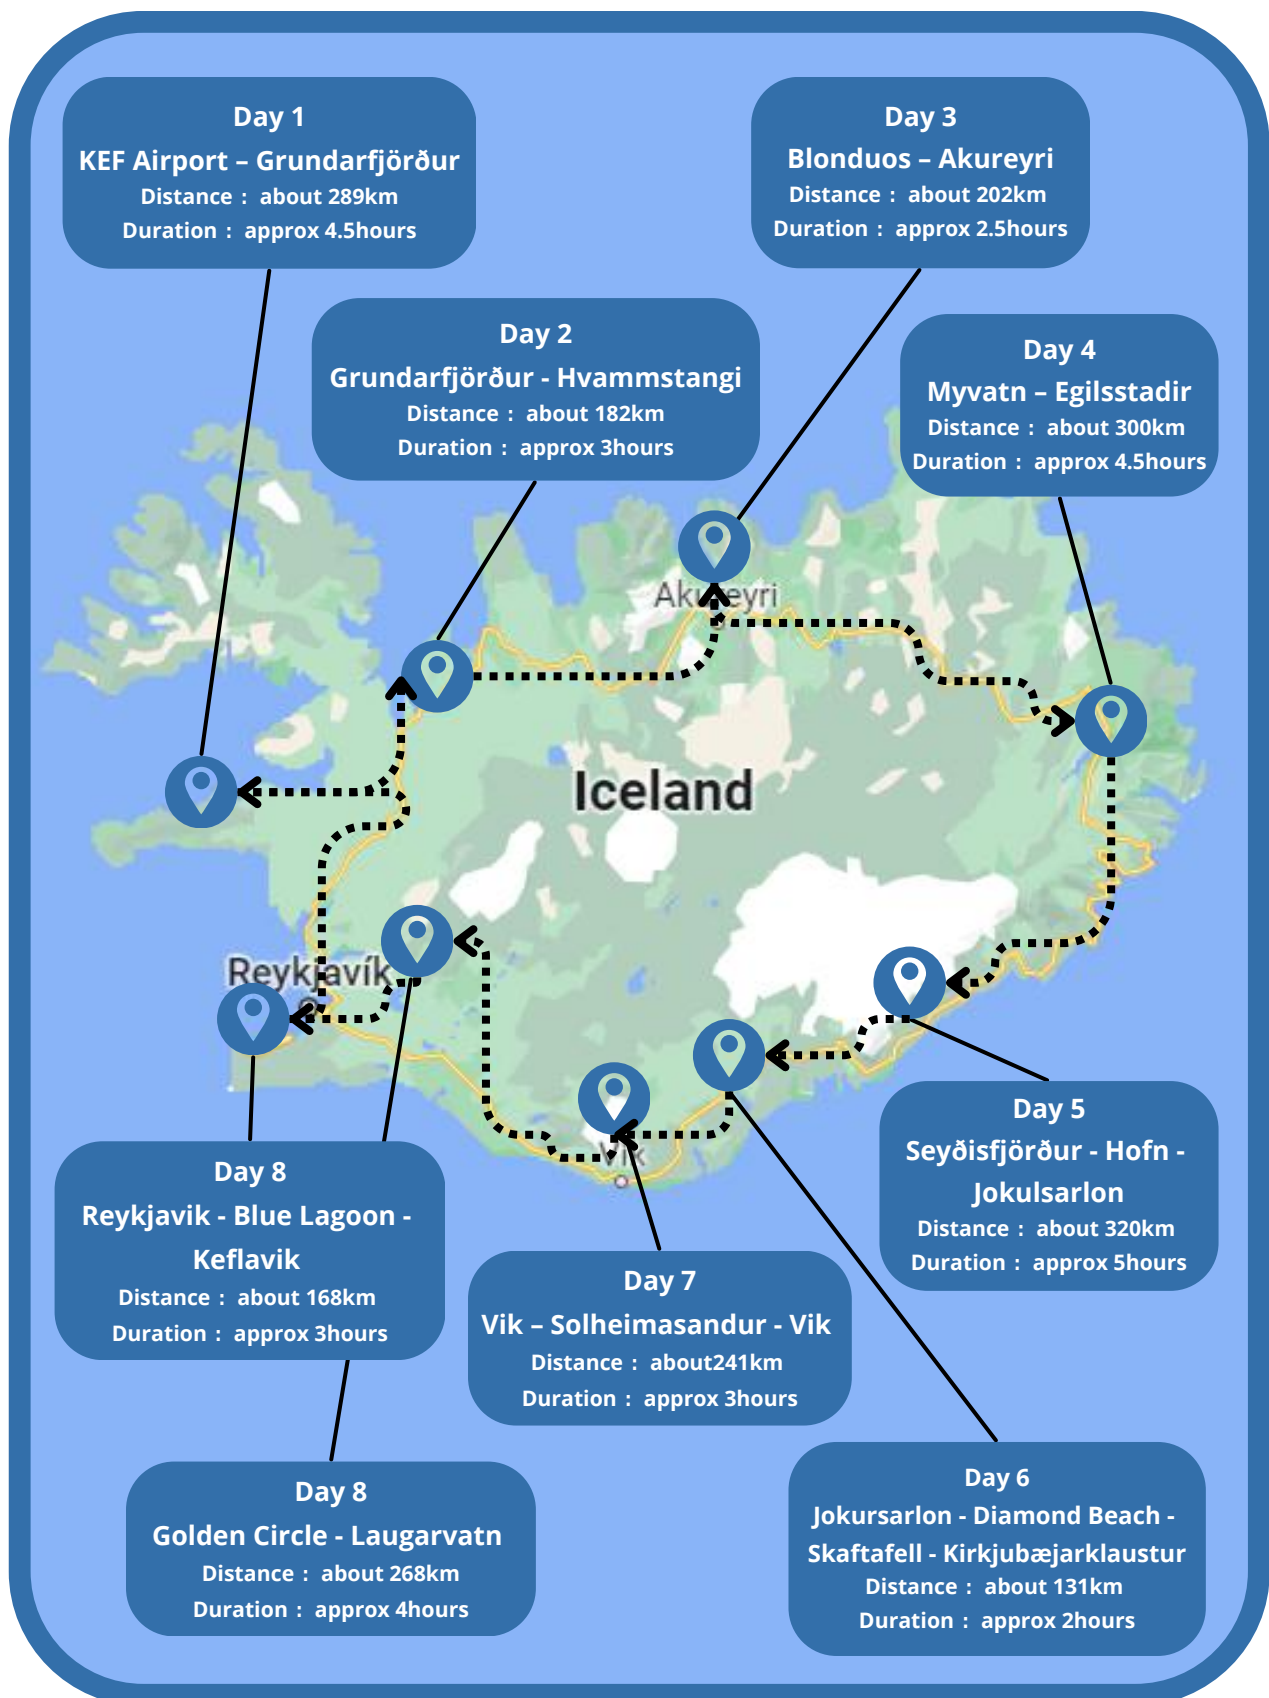 Day 1
KEF Airport – Grundarfjörður
Distance : about 289km
Duration : approx 4.5hours
Day 3
Blonduos – Akureyri
Distance : about 202km
Duration : approx 2.5hours
Day 2
Grundarfjörður - Hvammstangi
Distance : about 182km
Duration : approx 3hours
Day 4
Myvatn – Egilsstadir
Distance : about 300km
Duration : approx 4.5hours
Akureyri
Iceland
Reykjavík
Vik
Day 5
Seyðisfjörður - Hofn -
Jokulsarlon
Distance : about 320km
Duration : approx 5hours
Day 8
Reykjavik - Blue Lagoon -
Keflavik
Distance : about 168km
Duration : approx 3hours
Day 7
Vik – Solheimasandur - Vik
Distance : about241km
Duration : approx 3hours
Day 8
Golden Circle - Laugarvatn
Distance : about 268km
Duration : approx 4hours
Day 6
Jokursarlon - Diamond Beach -
Skaftafell - Kirkjubæjarklaustur
Distance : about 131km
Duration : approx 2hours